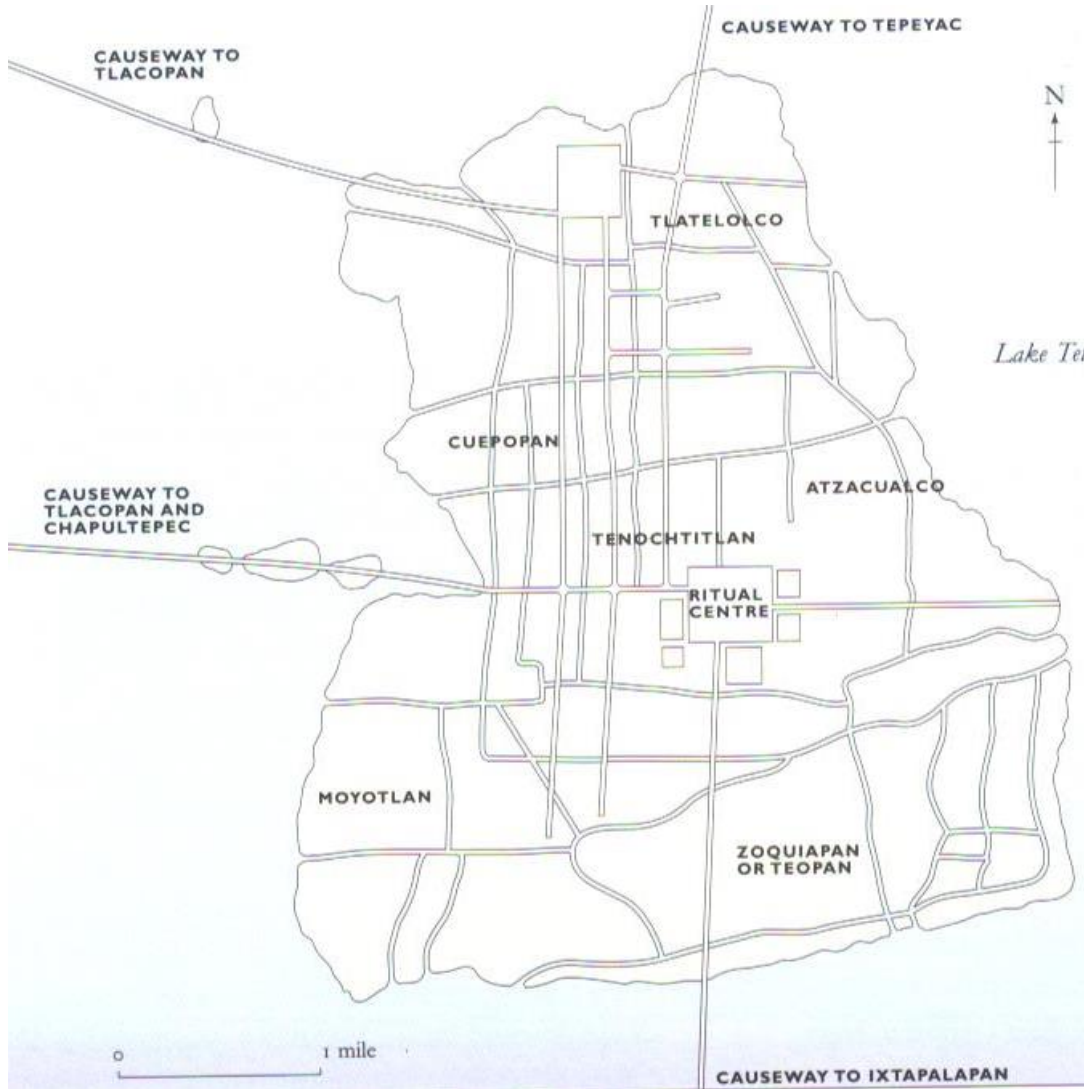 CAUSEWAY TO TEPEYAC
CAUSEWAY TO
TLACOPAN
N
TLATELOLCO
Lake
CUEPOPAN
CAUSEWAY TO
TLACOPAN AND
CHAPULTEPEC
ATZACUALCO
TENOCHTITLAN
RITUAL
CENTRE
MOYOTLAN
ZOQUIAPAN
OR TEOPAN
0
1 mile
CAUSEWAY TO IXTAPALAPAN